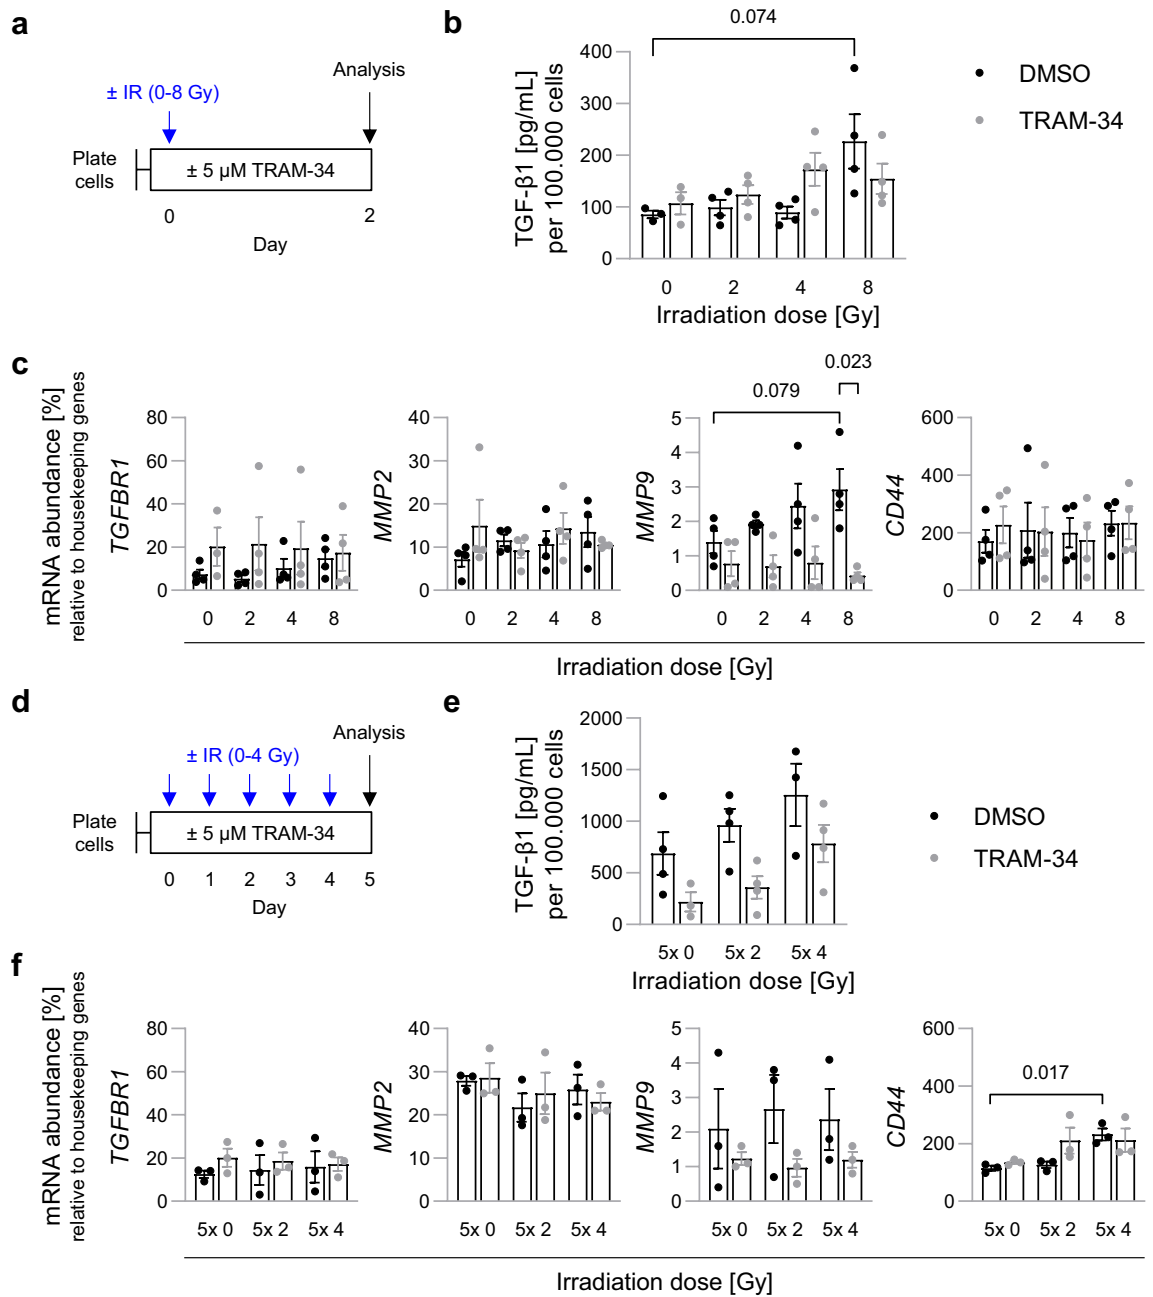 a
Analysis
± IR (0-8 Gy)
Plate
cells
± 5 µM TRAM-34
0
2
Day
b
0.074
TGF-β1 [pg/mL]
per 100.000 cells
400
300
200
100
0
0
2
4
8
Irradiation dose [Gy]
DMSO
TRAM-34
c
mRNA abundance [%]
relative to housekeeping genes
TGFBR1
80
60
40
20
0
0
2
4
8
MMP2
40
30
20
10
0
0
2
4
8
MMP9
0.023
0.079
5
4
3
2
1
0
0
2
4
8
CD44
600
400
200
0
0
2
4
8
Irradiation dose [Gy]
d
Analysis
± IR (0-4 Gy)
Plate
cells
± 5 µM TRAM-34
0
1
2
3
4
5
Day
e
TGF-β1 [pg/mL]
per 100.000 cells
2000
1500
1000
500
0
5x 0
5x 2
5x 4
Irradiation dose [Gy]
DMSO
TRAM-34
f
mRNA abundance [%]
relative to housekeeping genes
TGFBR1
80
60
40
20
0
5x 0
5x 2
5x 4
MMP2
40
30
20
10
0
5x 0
5x 2
5x 4
MMP9
5
4
3
2
1
0
5x 0
5x 2
5x 4
CD44
0.017
600
400
200
0
5x 0
5x 2
5x 4
Irradiation dose [Gy]